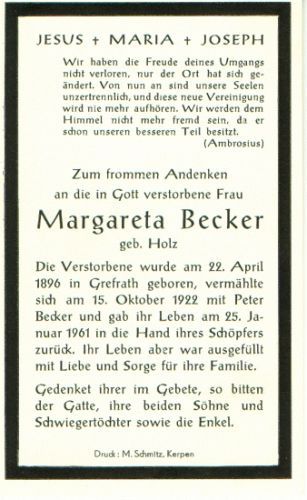 JESUS + MARIA + JOSEPH
Wir haben die Freude deines Umgangs
nicht verloren, nur der Ort hat sich ge-
ändert. Von nun an sind unsere Seelen
unzertrennlich, und diese neue Vereinigung
wird nie mehr aufhören. Wir werden dem
Himmel nicht mehr fremd sein, da er
schon unseren besseren Teil besitzt.
(Ambrosius)
Zum frommen Andenken
an die in Gott verstorbene Frau
Margareta Becker
geb. Holz
Die Verstorbene wurde am 22. April
1896 in Grefrath geboren, vermählte
sich am 15. Oktober 1922 mit Peter
Becker und gab ihr Leben am 25. Ja-
nuar 1961 in die Hand ihres Schöpfers
zurück. Ihr Leben aber war ausgefüllt
mit Liebe und Sorge für ihre Familie.
Gedenket ihrer im Gebete, so bitten
der Gatte, ihre beiden Söhne und
Schwiegertöchter sowie die Enkel.
Druck: M. Schmitz, Kerpen